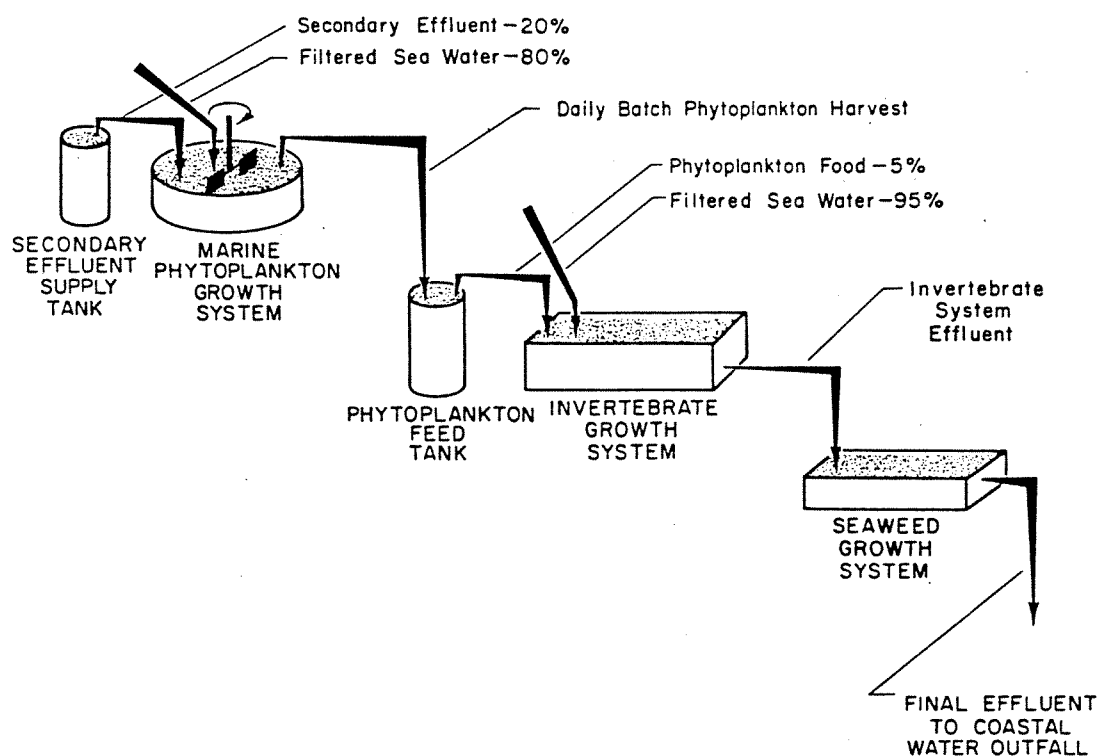 Secondary Effluent-20%
Filtered Sea Water-80%
Daily Batch Phytoplankton Harvest
Phytoplankton Food-5%
Filtered Sea Water-95%
SECONDARY
EFFLUENT
SUPPLY
TANK
MARINE
PHYTOPLANKTON
GROWTH
SYSTEM
Invertebrate
System
Effluent
PHYTOPLANKTON
FEED
TANK
INVERTEBRATE
GROWTH
SYSTEM
SEAWEED
GROWTH
SYSTEM
FINAL EFFLUENT
TO COASTAL
WATER OUTFALL